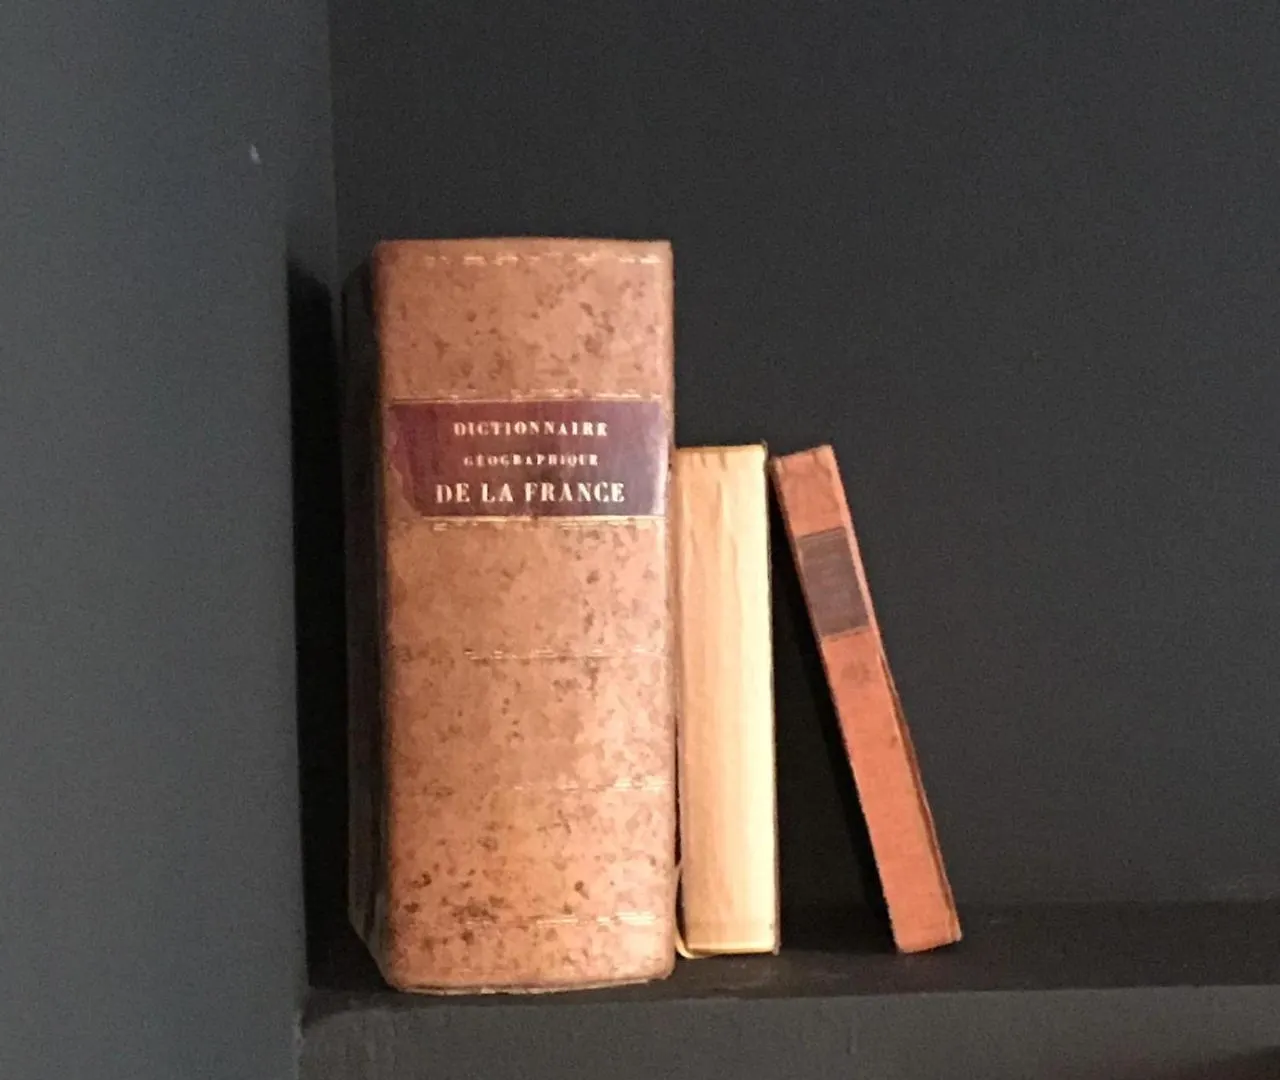 DICTIONNAIRE
GÉOGRAPHIQUE
DE LA FRANCE